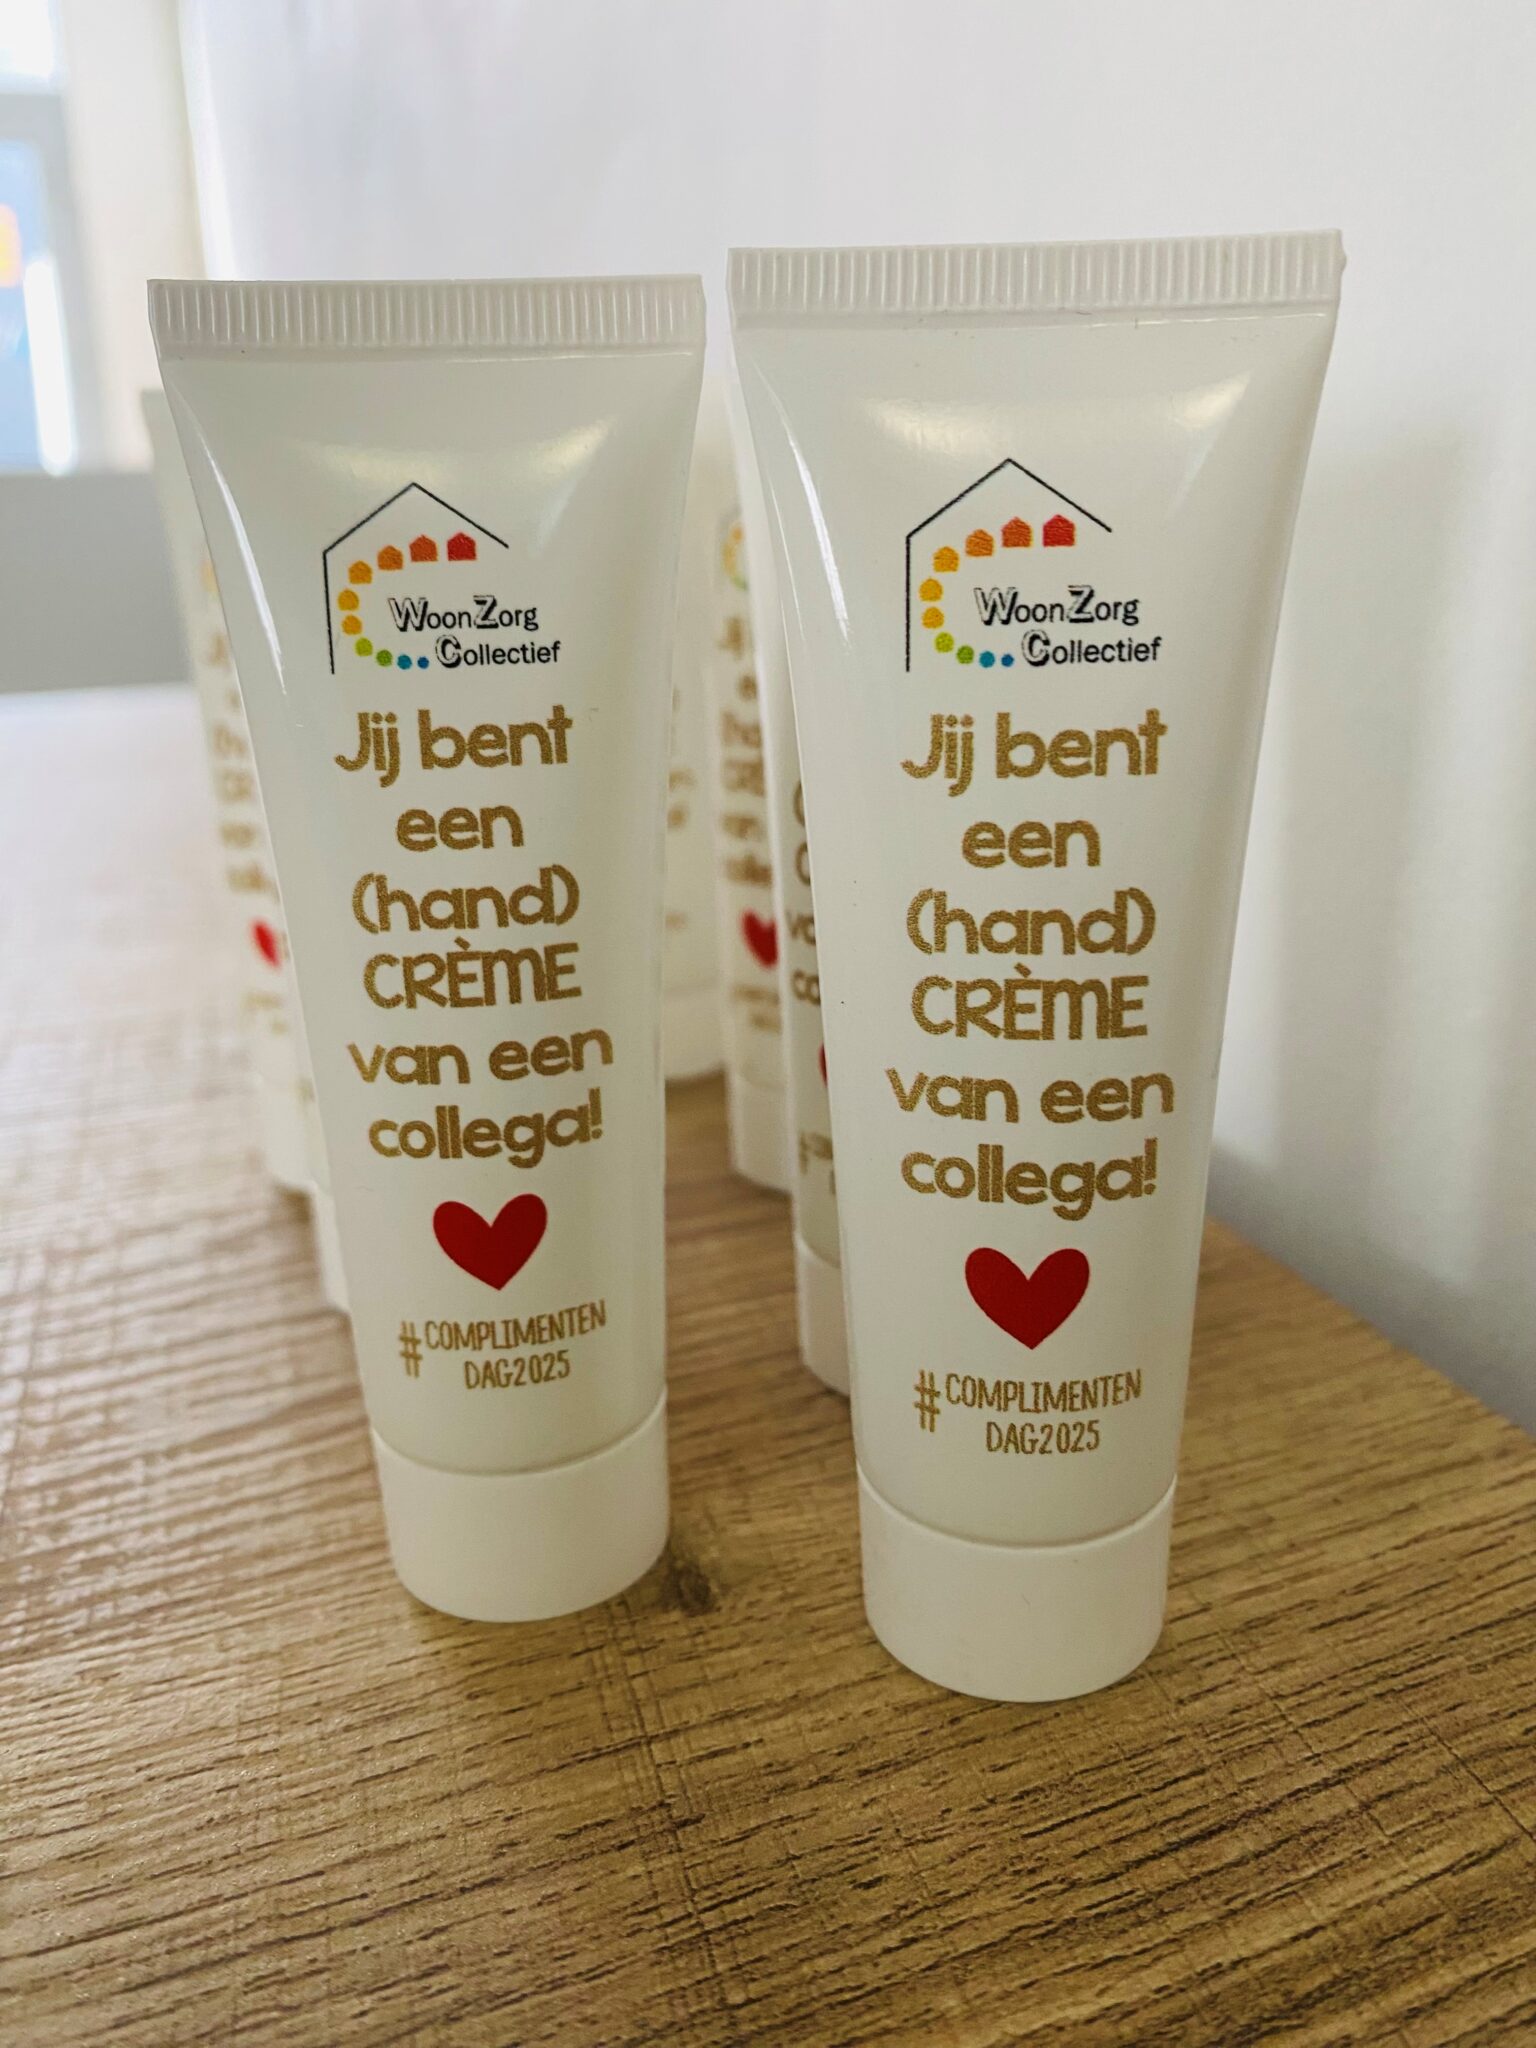 WoonZorg
Collectief
Jij bent
een
(hand)
CRÈME
van een
collega!
#COMPLIMENTEN
DAG2025
WoonZorg
Collectief
Jij bent
een
(hand)
CRÈME
van een
collega!
#COMPLIMENTEN
DAG2025